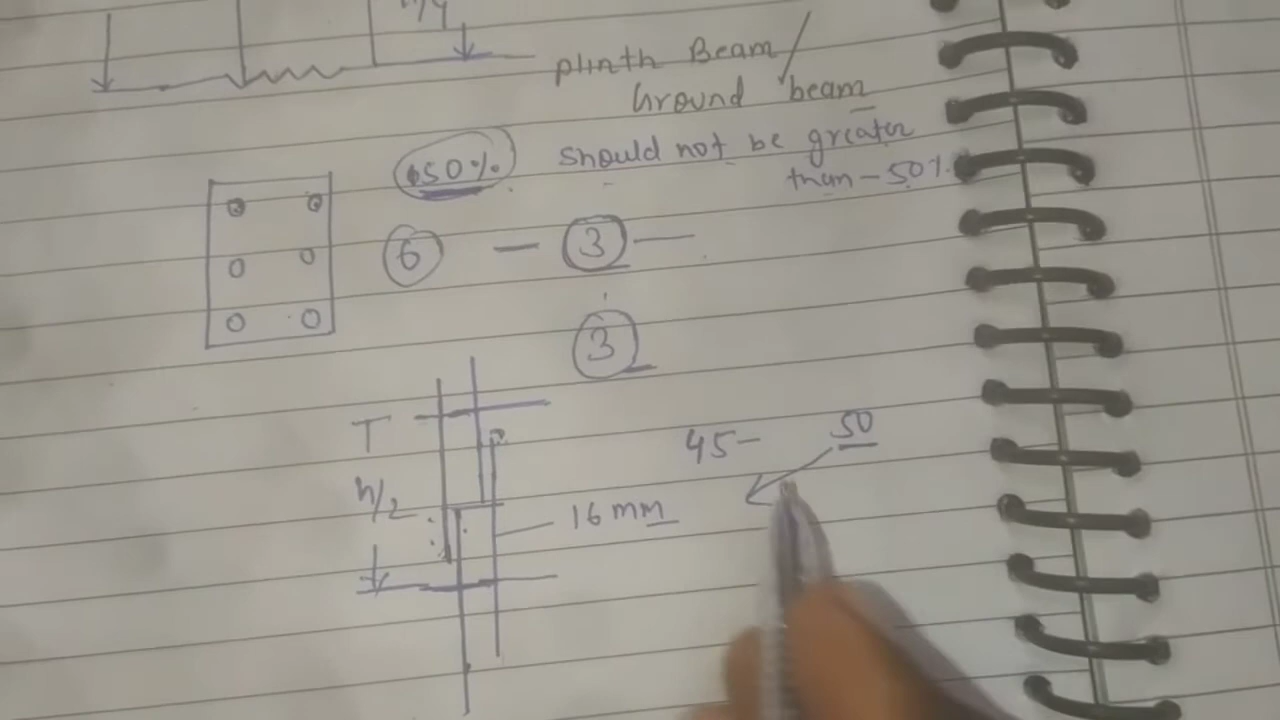 h/4
plinth Beam/
Ground beam
50% should not be greater
than - 50%.
6 - 3 -
3
T
h/2
45- 50
16 mm